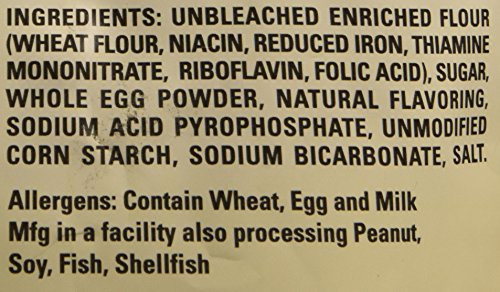 INGREDIENTS: UNBLEACHED ENRICHED FLOUR
(WHEAT FLOUR, NIACIN, REDUCED IRON, THIAMINE
MONONITRATE, RIBOFLAVIN, FOLIC ACID), SUGAR,
WHOLE EGG POWDER, NATURAL FLAVORING,
SODIUM ACID PYROPHOSPHATE, UNMODIFIED
CORN STARCH, SODIUM BICARBONATE, SALT.
Allergens: Contain Wheat, Egg and Milk
Mfg in a facility also processing Peanut,
Soy, Fish, Shellfish